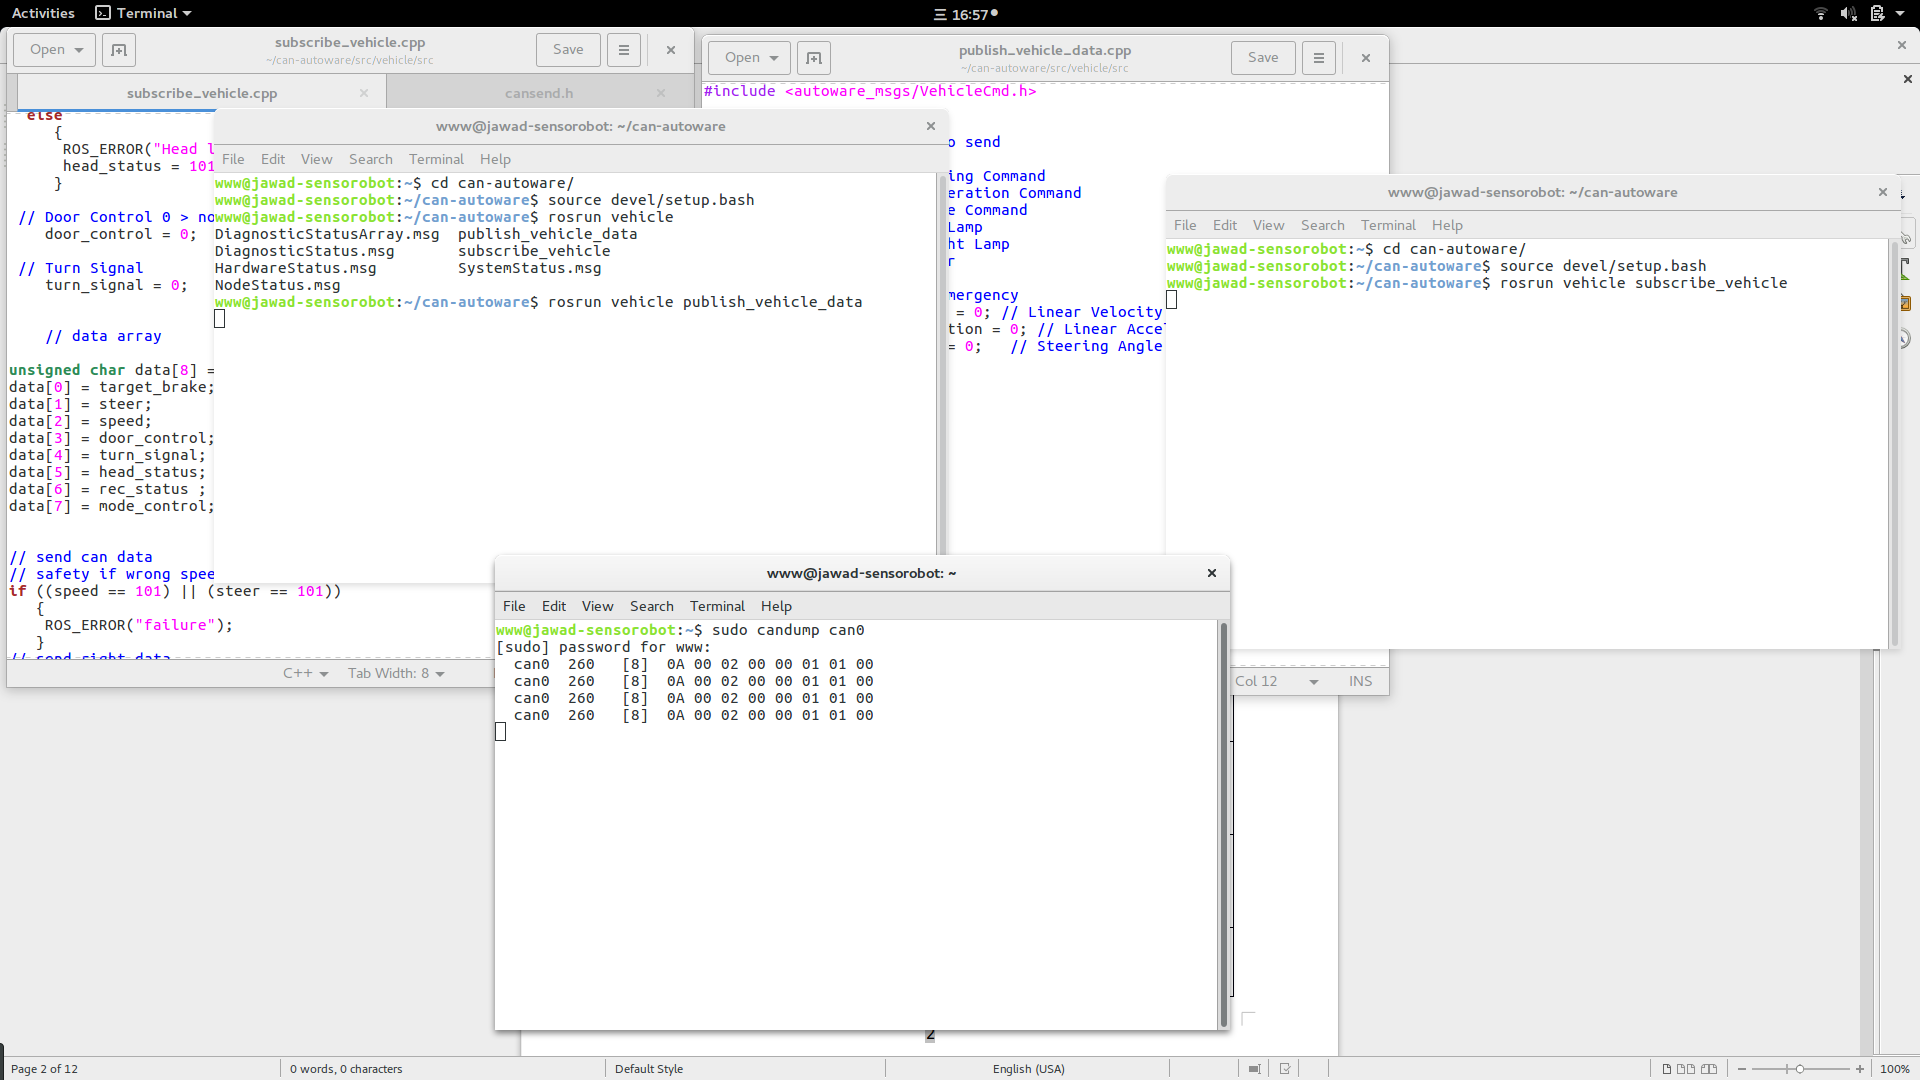 Activities
Terminal
三 16:57
Open
subscribe_vehicle.cpp
~/can-autoware/src/vehicle/src
Save
subscribe_vehicle.cpp
cansend.h
else
{
ROS_ERROR("Head l
head_status = 101
}
// Door Control 0 > no
door_control = 0;
// Turn Signal
turn_signal = 0;
// data array
unsigned char data[8] =
data[0] = target_brake;
data[1] = steer;
data[2] = speed;
data[3] = door_control;
data[4] = turn_signal;
data[5] = head_status;
data[6] = rec_status ;
data[7] = mode_control;
// send can data
// safety if wrong spee
if ((speed == 101) || (steer == 101))
{
ROS_ERROR("failure");
}
// send right data
C++
Tab Width: 8
Open
publish_vehicle_data.cpp
~/can-autoware/src/vehicle/src
Save
#include <autoware_msgs/VehicleCmd.h>
o send
ing Command
eration Command
e Command
Lamp
ht Lamp
r
mergency
= 0; // Linear Velocity
tion = 0; // Linear Acce
= 0; // Steering Angle
Col 12
INS
www@jawad-sensorobot: ~/can-autoware
File Edit View Search Terminal Help
www@jawad-sensorobot:~$ cd can-autoware/
www@jawad-sensorobot:~/can-autoware$ source devel/setup.bash
www@jawad-sensorobot:~/can-autoware$ rosrun vehicle
DiagnosticStatusArray.msg publish_vehicle_data
DiagnosticStatus.msg subscribe_vehicle
HardwareStatus.msg SystemStatus.msg
NodeStatus.msg
www@jawad-sensorobot:~/can-autoware$ rosrun vehicle publish_vehicle_data
www@jawad-sensorobot: ~/can-autoware
File Edit View Search Terminal Help
www@jawad-sensorobot:~$ cd can-autoware/
www@jawad-sensorobot:~/can-autoware$ source devel/setup.bash
www@jawad-sensorobot:~/can-autoware$ rosrun vehicle subscribe_vehicle
www@jawad-sensorobot: ~
File Edit View Search Terminal Help
www@jawad-sensorobot:~$ sudo candump can0
[sudo] password for www:
can0 260 [8] 0A 00 02 00 00 01 01 00
can0 260 [8] 0A 00 02 00 00 01 01 00
can0 260 [8] 0A 00 02 00 00 01 01 00
can0 260 [8] 0A 00 02 00 00 01 01 00
2
Page 2 of 12
0 words, 0 characters
Default Style
English (USA)
100%